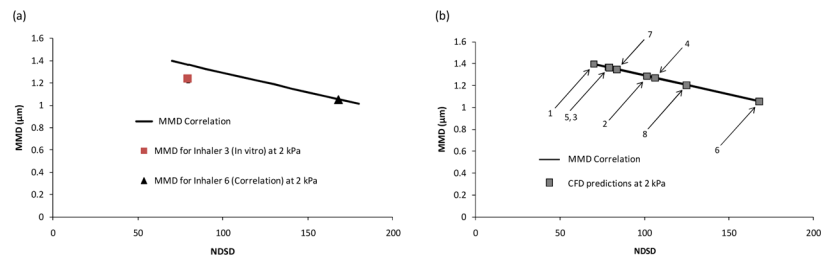 (a)
1.6
1.4
1.2
1
0.8
0.6
0.4
0.2
0
MMD (µm)
MMD Correlation
MMD for Inhaler 3 (In vitro) at 2 kPa
MMD for Inhaler 6 (Correlation) at 2 kPa
0 50 100 150 200
NDSD
(b)
1.6
1.4
1.2
1
0.8
0.6
0.4
0.2
0
MMD (µm)
7
4
1
5, 3
2
8
6
MMD Correlation
CFD predictions at 2 kPa
0 50 100 150 200
NDSD